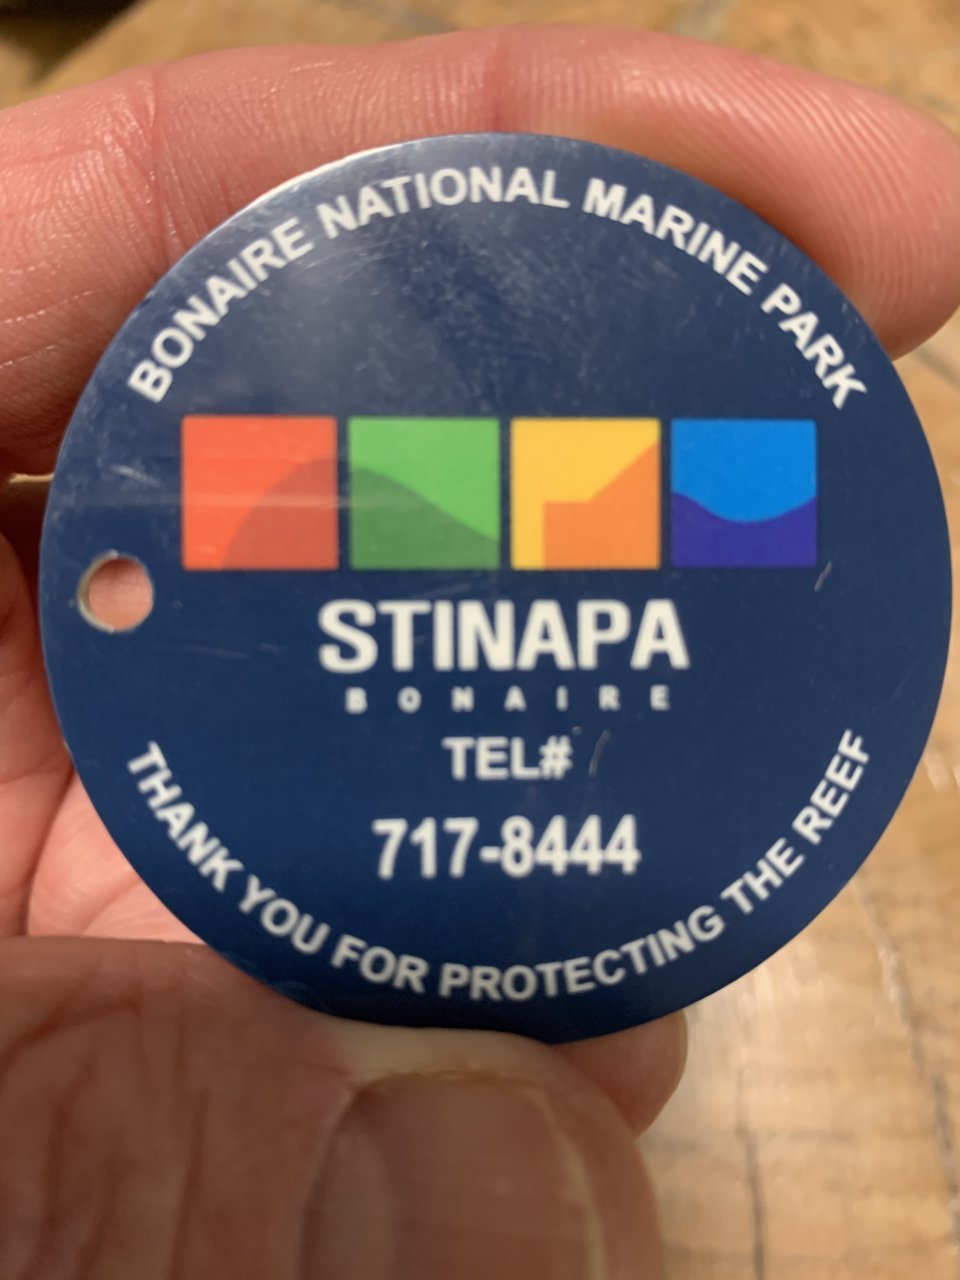 BONAIRE NATIONAL MARINE PARK
STINAPA
BONAIRE
TEL#
717-8444
THANK YOU FOR PROTECTING THE REEF